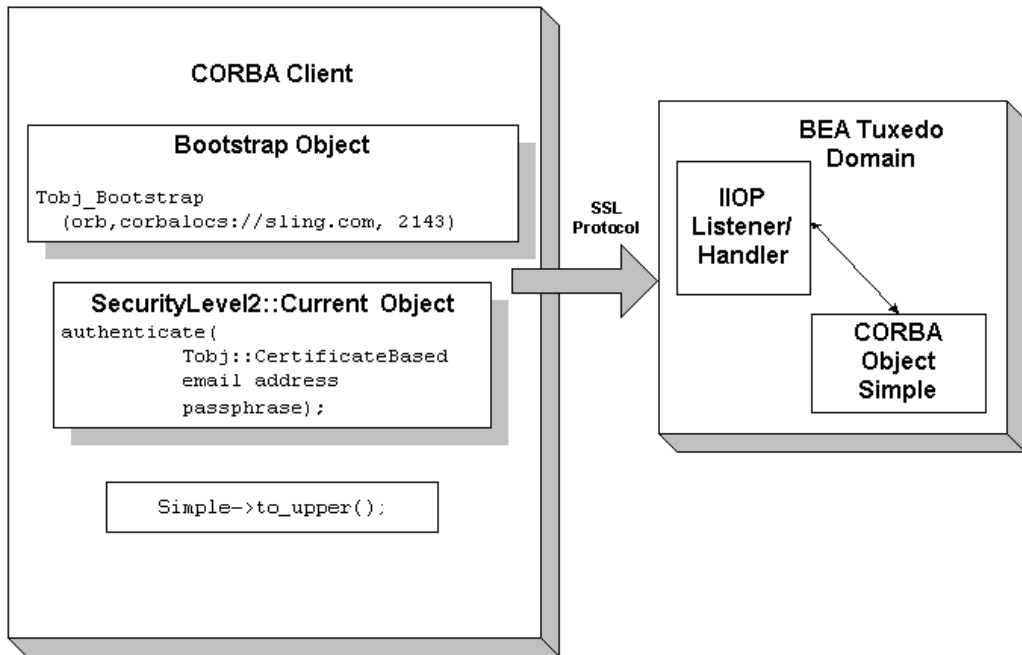 CORBA Client
Bootstrap Object
Tobj_Bootstrap
(orb,corbalocs://sling.com, 2143)
SecurityLevel2::Current Object
authenticate(
Tobj::CertificateBased
email address
passphrase);
Simple->to_upper();
SSL
Protocol
BEA Tuxedo
Domain
IIOP
Listener/
Handler
CORBA
Object
Simple